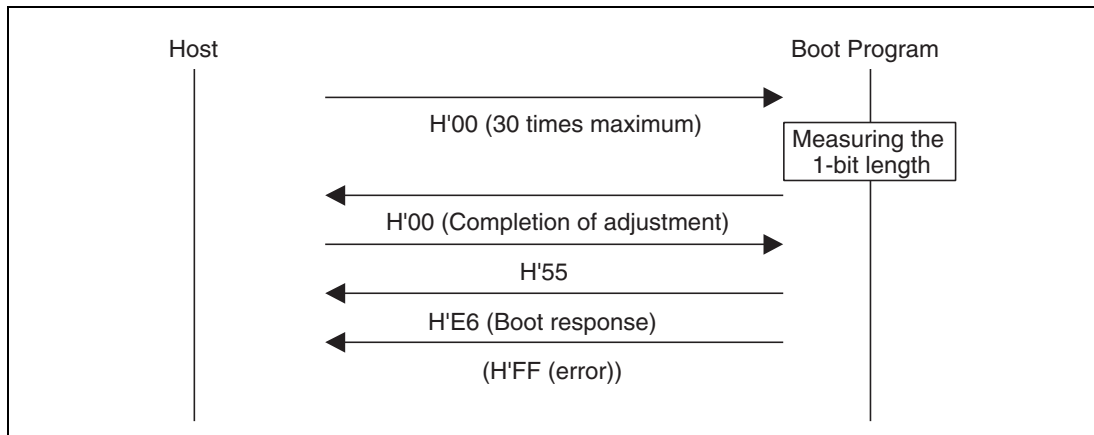 Host
Boot Program
H'00 (30 times maximum)
Measuring the
1-bit length
H'00 (Completion of adjustment)
H'55
H'E6 (Boot response)
(H'FF (error))